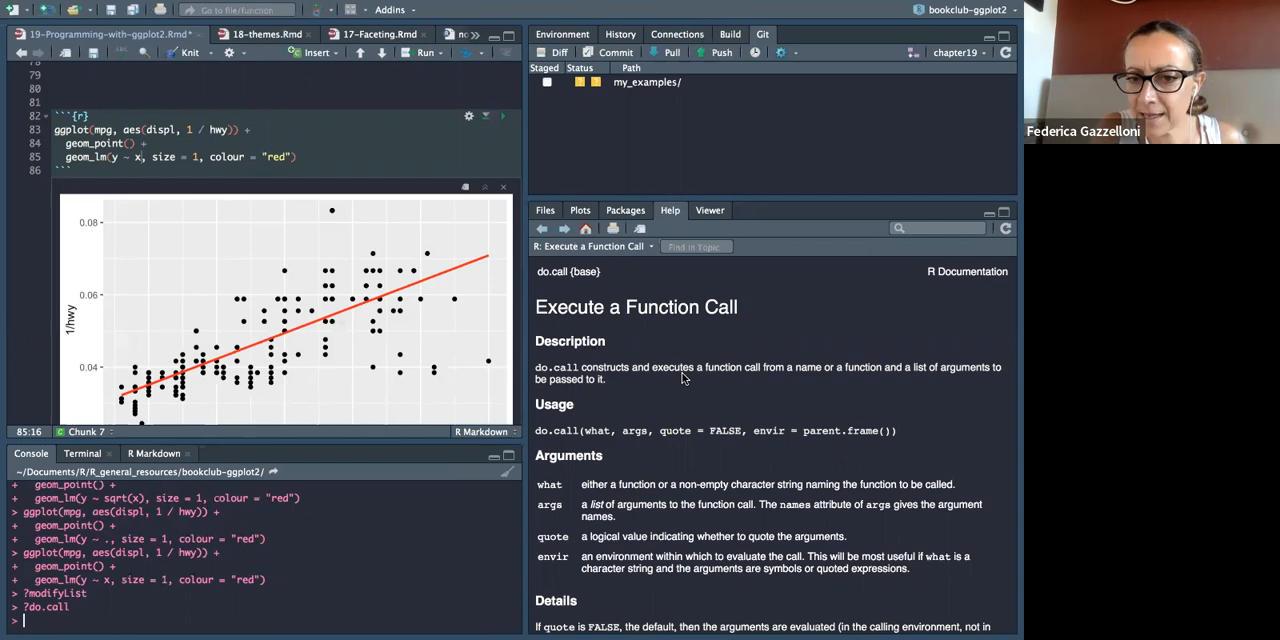 Go to file/function
Addins
bookclub-ggplot2
19-Programming-with-ggplot2.Rmd*
18-themes.Rmd
17-Faceting.Rmd
Knit
Insert
Run
79
80
81
82
83
84
85
86
```{r}
ggplot(mpg, aes(displ, 1 / hwy)) +
geom_point() +
geom_lm(y ~ x, size = 1, colour = "red")
```
0.08
0.06
0.04
1/hwy
85:16
Chunk 7
R Markdown
Console
Terminal
R Markdown
~/Documents/R/R_general_resources/bookclub-ggplot2/
+ geom_point() +
+ geom_lm(y ~ sqrt(x), size = 1, colour = "red")
> ggplot(mpg, aes(displ, 1 / hwy)) +
+ geom_point() +
+ geom_lm(y ~ ., size = 1, colour = "red")
> ggplot(mpg, aes(displ, 1 / hwy)) +
+ geom_point() +
+ geom_lm(y ~ x, size = 1, colour = "red")
> ?modifyList
> ?do.call
>
Environment
History
Connections
Build
Git
Diff
Commit
Pull
Push
chapter19
Staged
Status
Path
my_examples/
Files
Plots
Packages
Help
Viewer
R: Execute a Function Call
Find in Topic
do.call {base}
R Documentation
Execute a Function Call
Description
do.call constructs and executes a function call from a name or a function and a list of arguments to
be passed to it.
Usage
do.call(what, args, quote = FALSE, envir = parent.frame())
Arguments
what either a function or a non-empty character string naming the function to be called.
args a list of arguments to the function call. The names attribute of args gives the argument
names.
quote a logical value indicating whether to quote the arguments.
envir an environment within which to evaluate the call. This will be most useful if what is a
character string and the arguments are symbols or quoted expressions.
Details
If quote is FALSE, the default, then the arguments are evaluated (in the calling environment, not in
Federica Gazzelloni